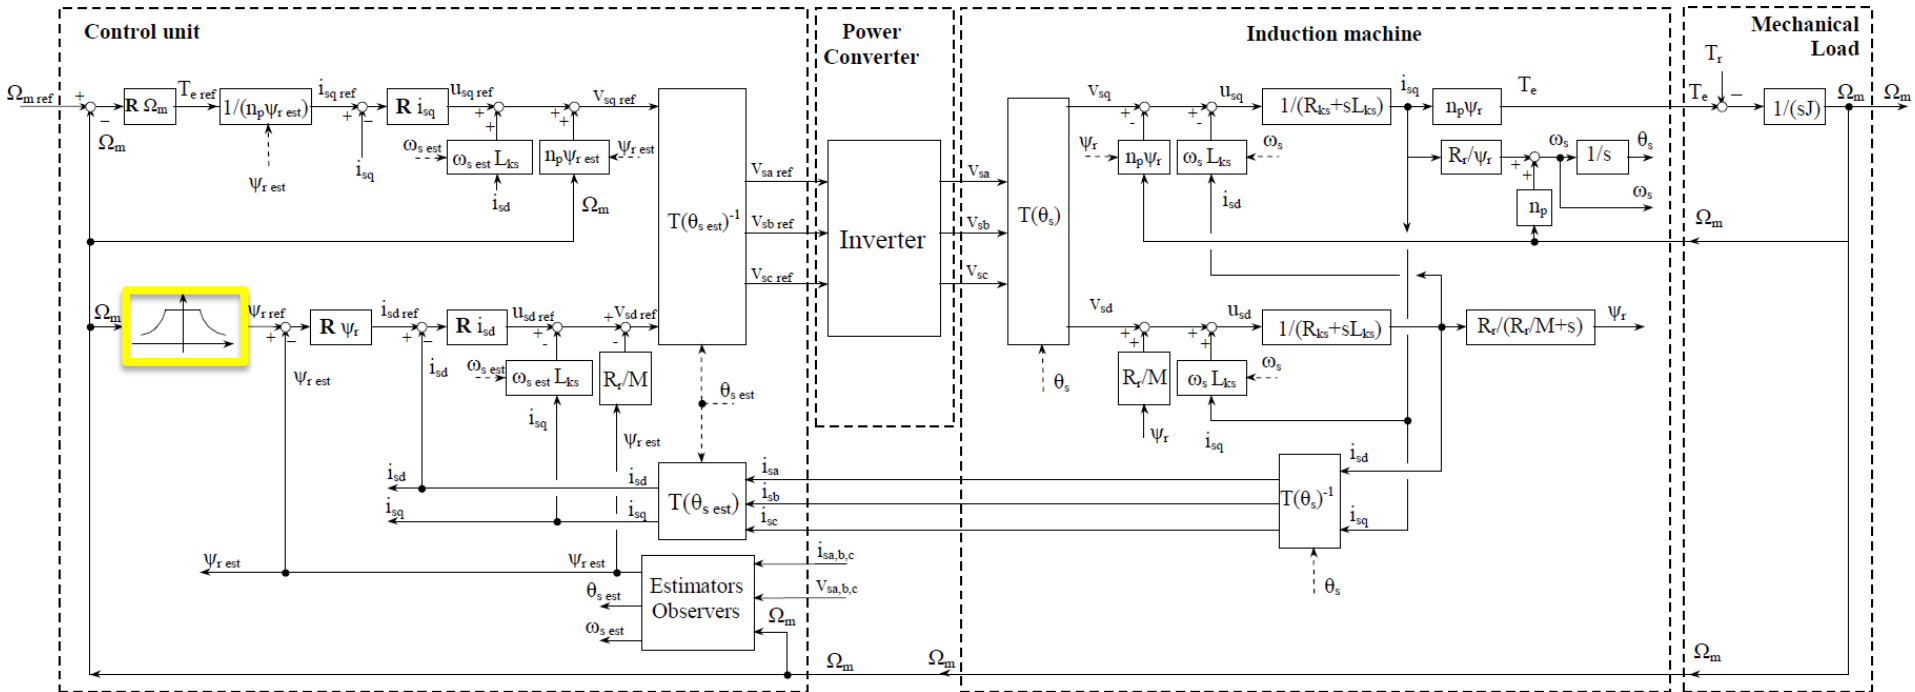 Control unit
Power
Converter
Induction machine
Mechanical
Load
Ωm ref
+
−
Ωm
R Ωm
Te ref
1/(npψr est)
ψr est
isq ref
+
−
isq
R isq
usq ref
+
+
ωs est
ωs est Lks
isd
+
+
npψr est
ψr est
Ωm
vsq ref
T(θs est)-1
vsa ref
vsb ref
vsc ref
Inverter
vsa
vsb
vsc
T(θs)
θs
vsq
+
-
ψr
npψr
+
-
usq
ωs Lks
ωs
isd
1/(Rks+sLks)
isq
npψr
Te
Rr/ψr
+
+
ωs
1/s
θs
ωs
np
Ωm
Te
Tr
−
1/(sJ)
Ωm
Ωm
Ωm
ψr ref
+
−
ψr est
R ψr
isd ref
+
−
isd
R isd
usd ref
+
-
ωs est
ωs est Lks
isq
+
-
vsd ref
Rr/M
ψr est
θs est
vsd
+
+
Rr/M
ψr
+
+
usd
ωs Lks
ωs
isq
1/(Rks+sLks)
Rr/(Rr/M+s)
ψr
isd
isd
isq
isq
T(θs est)
isa
isb
isc
T(θs)-1
isd
isq
θs
ψr est
ψr est
θs est
ωs est
Estimators
Observers
isa,b,c
vsa,b,c
Ωm
Ωm
Ωm
Ωm